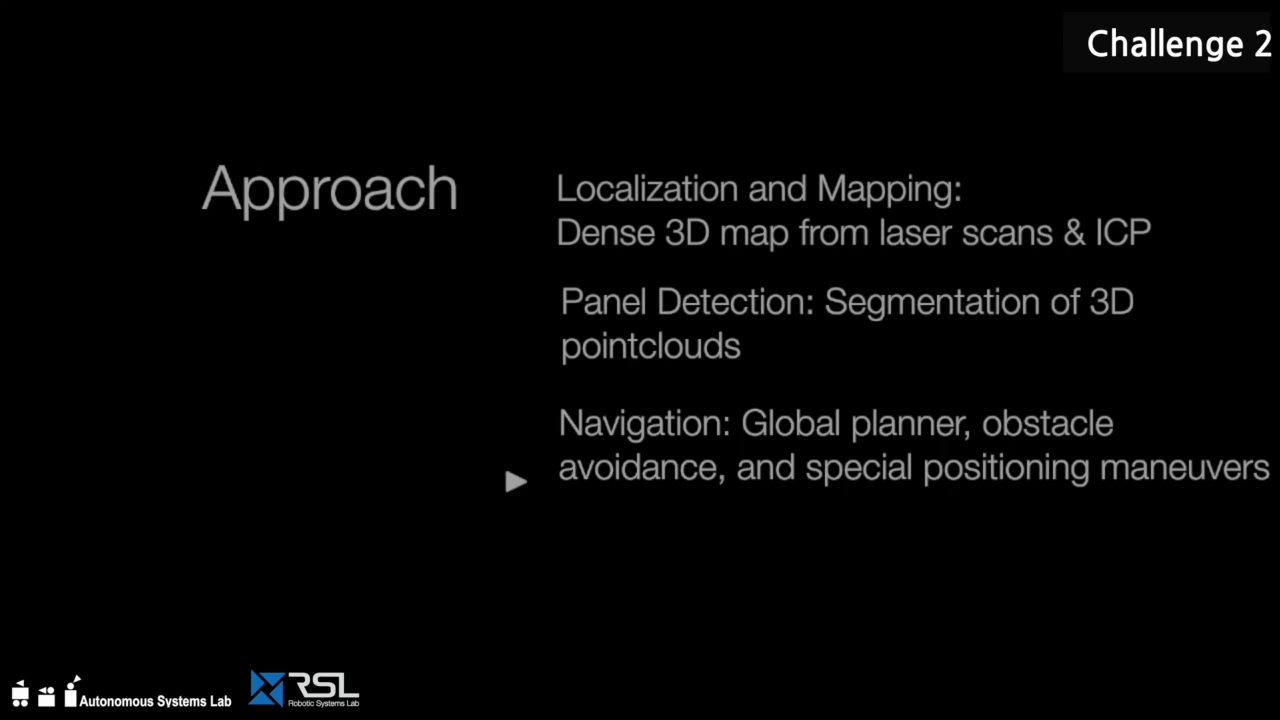 Challenge 2
Approach
Localization and Mapping:
Dense 3D map from laser scans & ICP
Panel Detection: Segmentation of 3D
pointclouds
Navigation: Global planner, obstacle
avoidance, and special positioning maneuvers
Autonomous Systems Lab
RSL
Robotic Systems Lab